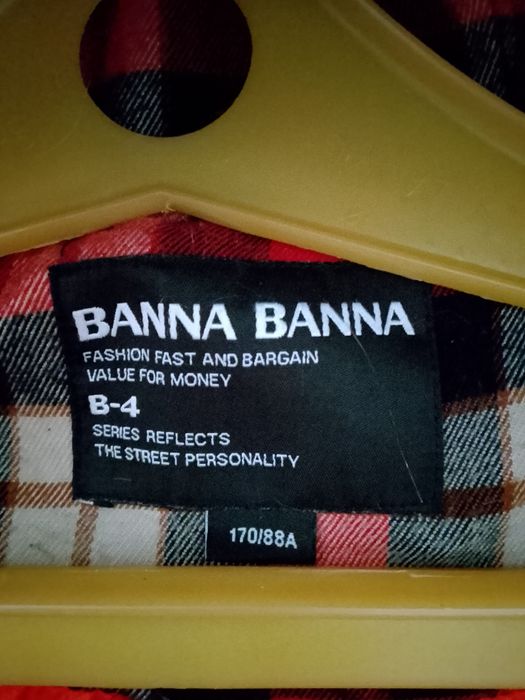 BANNA BANNA
FASHION FAST AND BARGAIN
VALUE FOR MONEY
B-4
SERIES REFLECTS
THE STREET PERSONALITY
170/88A